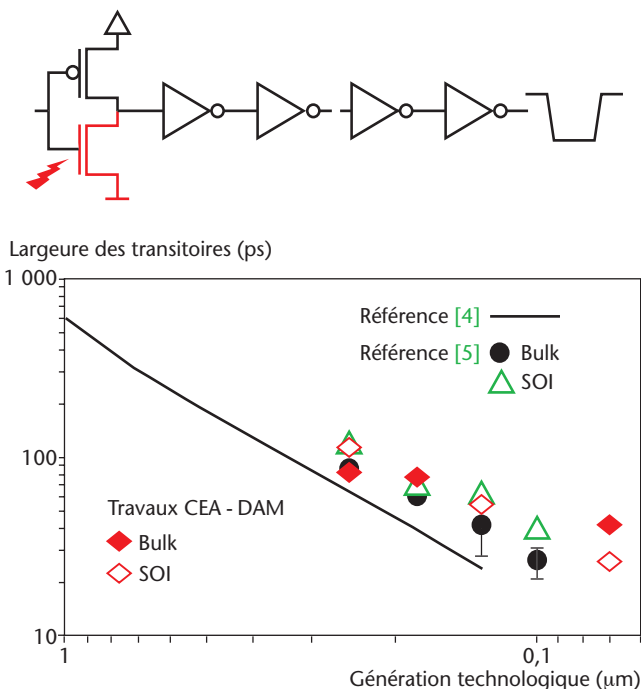 Largeure des transitoires (ps)
1 000
Référence [4]
Référence [5] Bulk
SOI
100
Travaux CEA - DAM
Bulk
SOI
10
1 0,1
Génération technologique (μm)